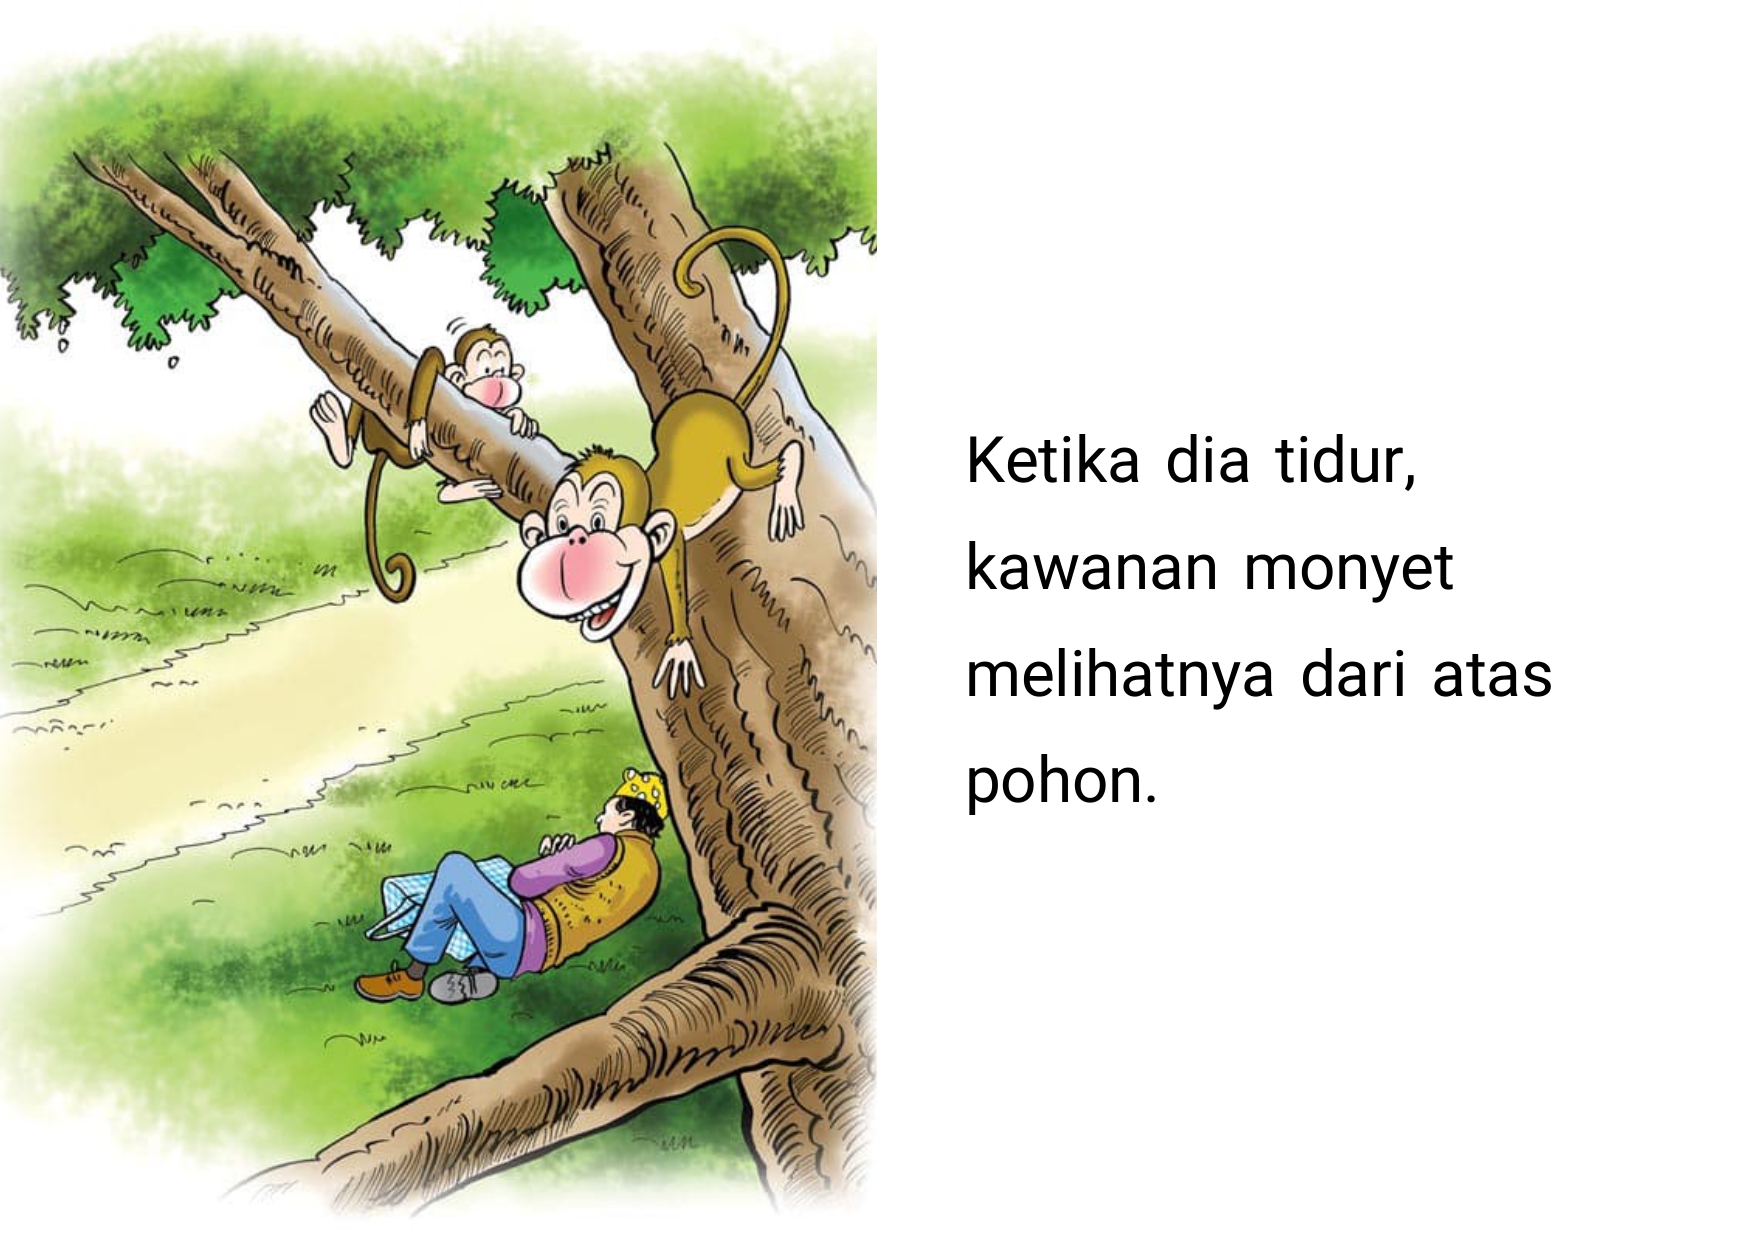 Ketika dia tidur,
kawanan monyet
melihatnya dari atas
pohon.